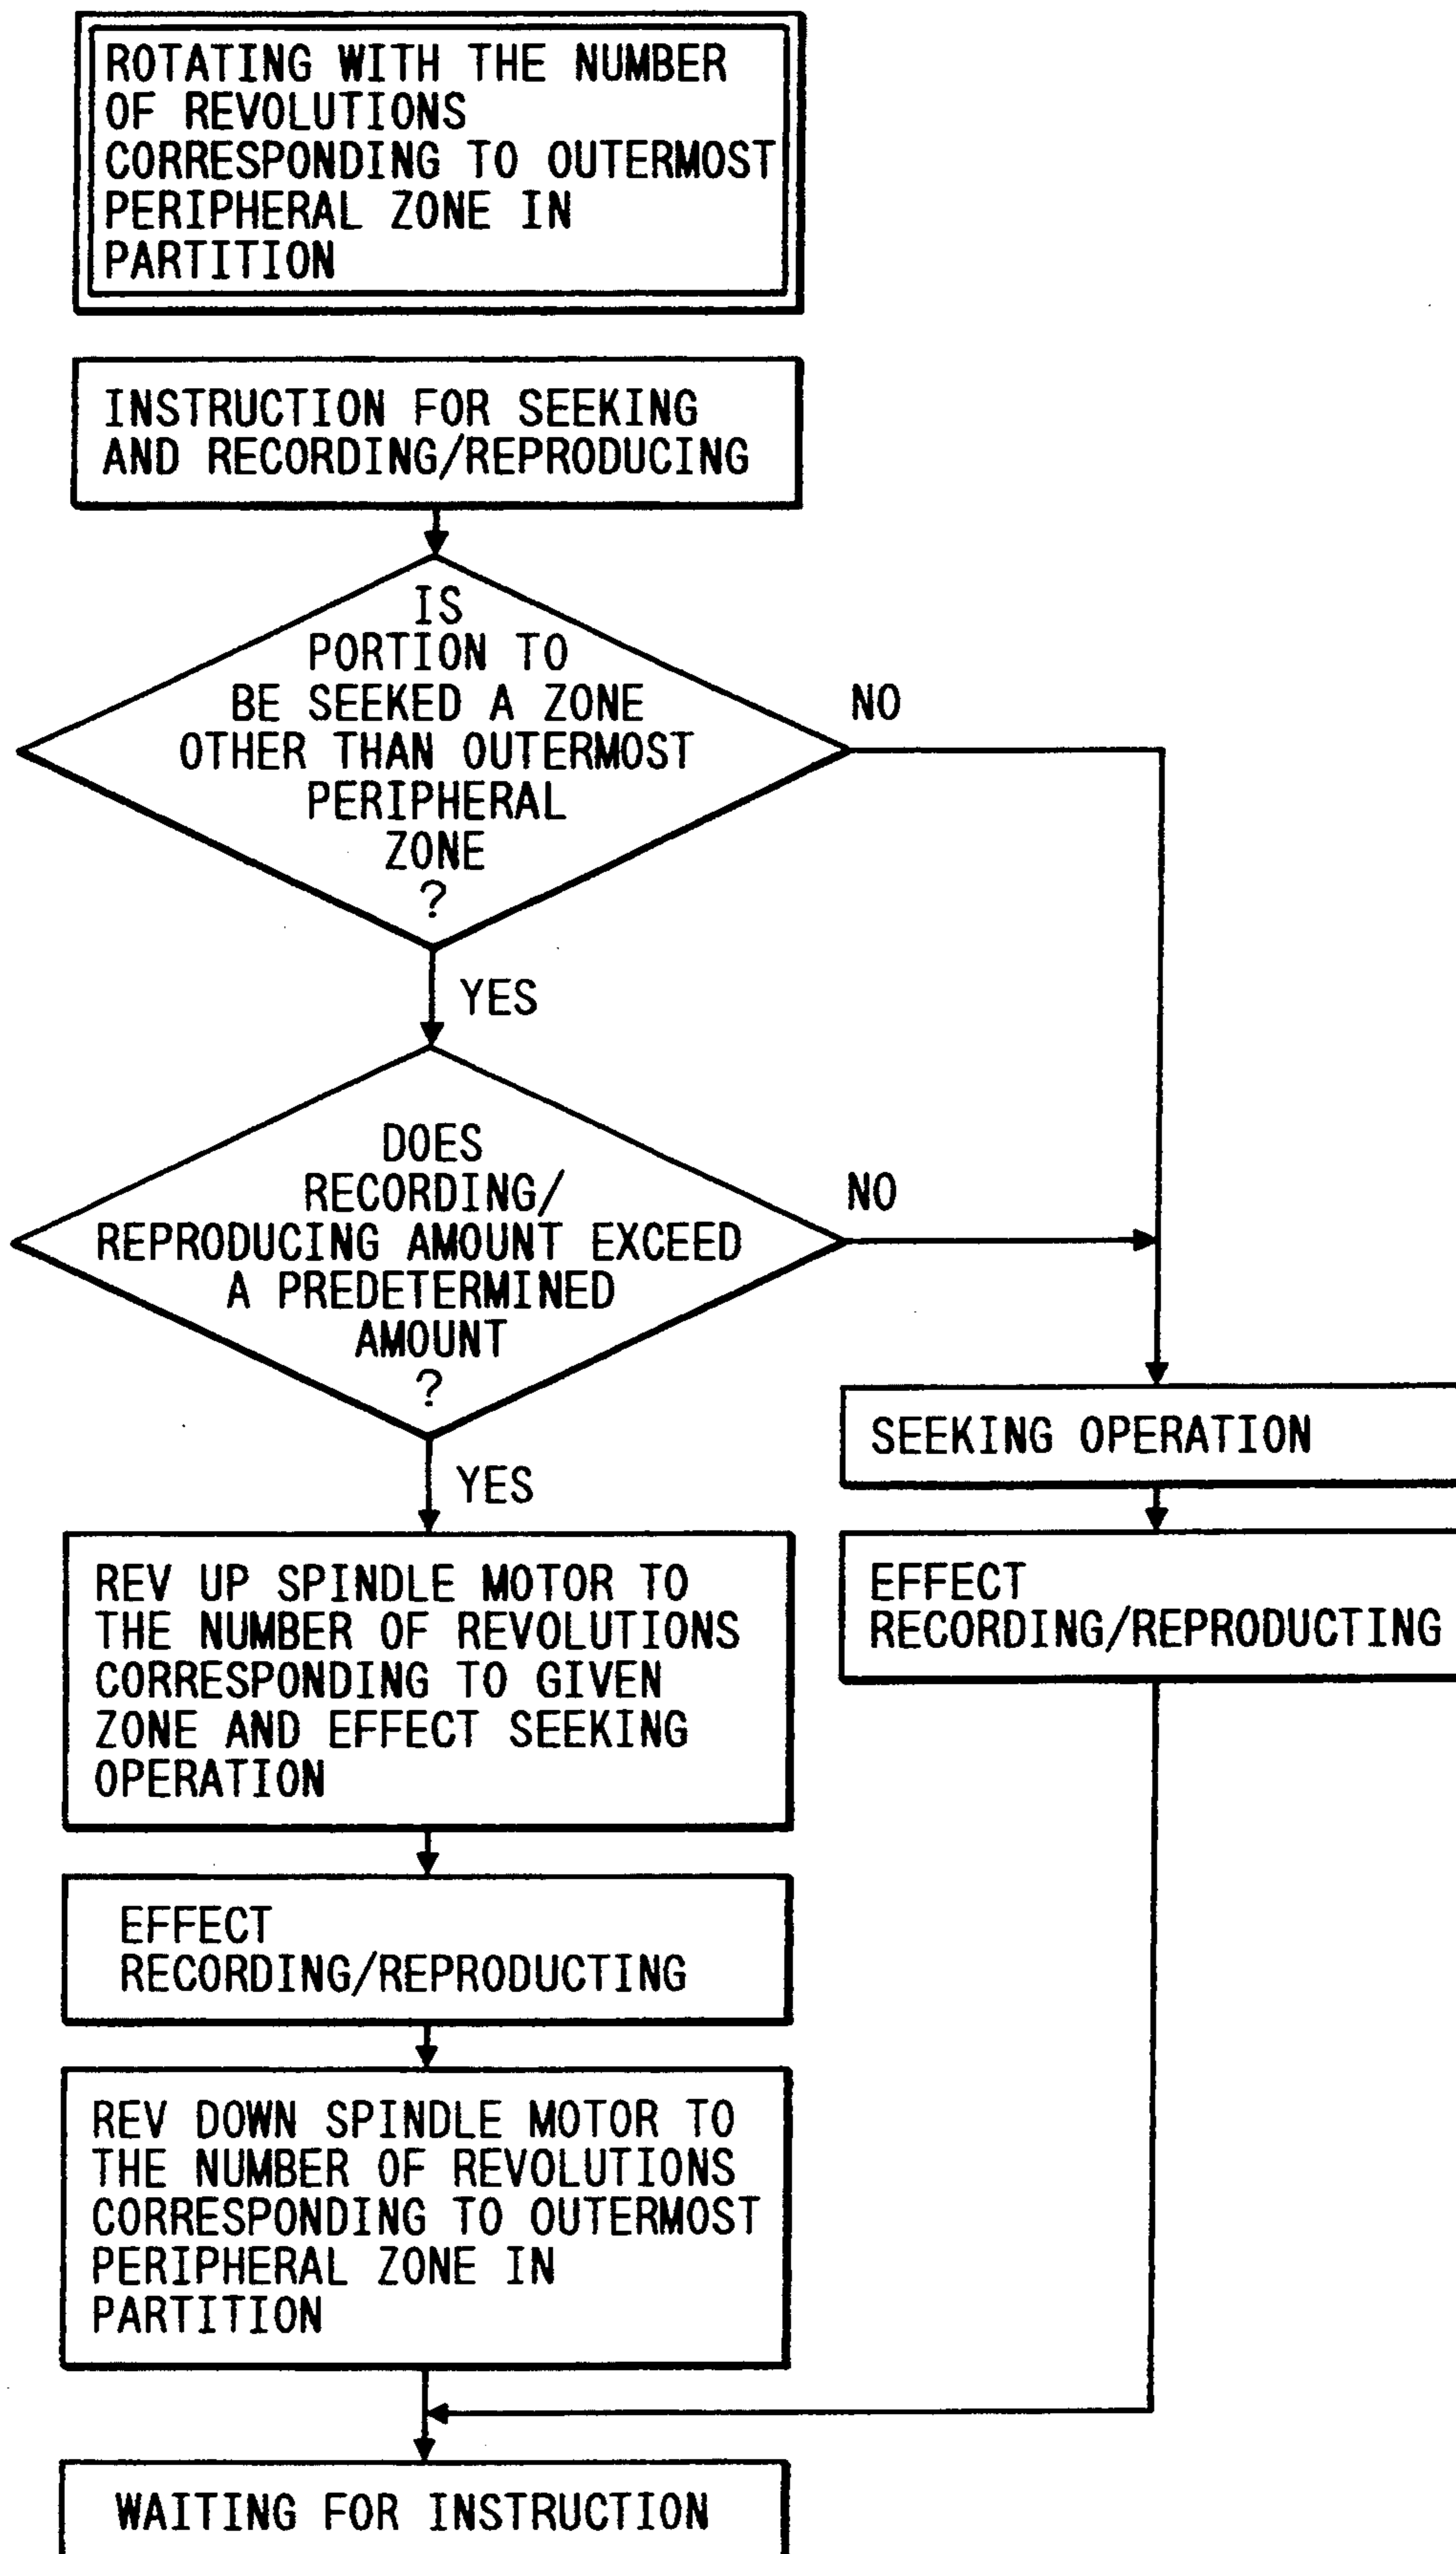 ROTATING WITH THE NUMBER
OF REVOLUTIONS
CORRESPONDING TO OUTERMOST
PERIPHERAL ZONE IN
PARTITION
INSTRUCTION FOR SEEKING
AND RECORDING/REPRODUCING
IS
PORTION TO
BE SEEKED A ZONE
OTHER THAN OUTERMOST
PERIPHERAL
ZONE
?
NO
YES
DOES
RECORDING/
REPRODUCING AMOUNT EXCEED
A PREDETERMINED
AMOUNT
?
NO
YES
SEEKING OPERATION
EFFECT
RECORDING/REPRODUCTING
REV UP SPINDLE MOTOR TO
THE NUMBER OF REVOLUTIONS
CORRESPONDING TO GIVEN
ZONE AND EFFECT SEEKING
OPERATION
EFFECT
RECORDING/REPRODUCTING
REV DOWN SPINDLE MOTOR TO
THE NUMBER OF REVOLUTIONS
CORRESPONDING TO OUTERMOST
PERIPHERAL ZONE IN
PARTITION
WAITING FOR INSTRUCTION